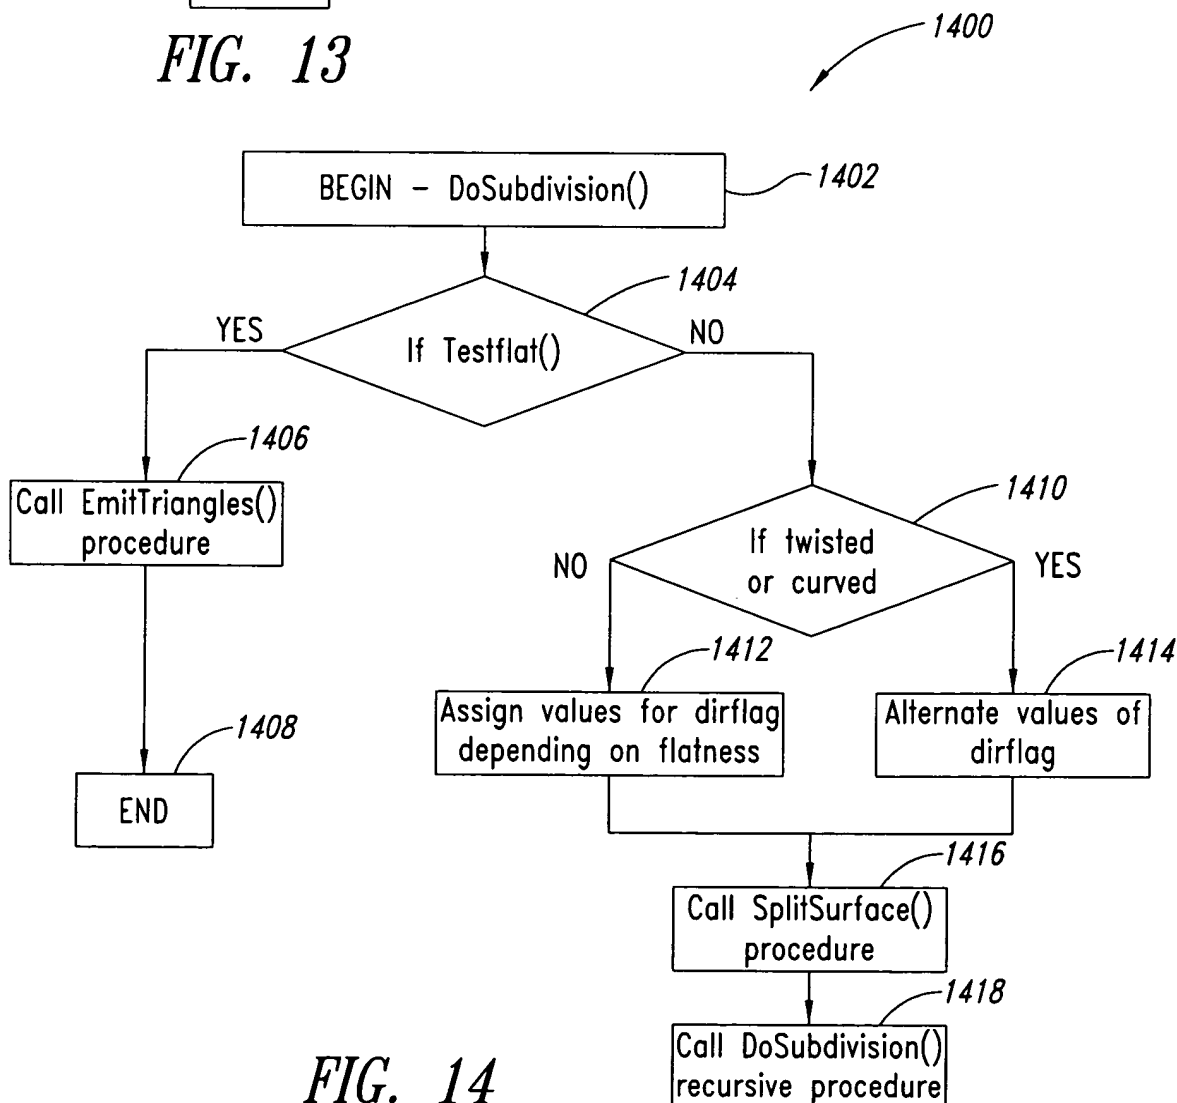 FIG. 13
1400
BEGIN - DoSubdivision()
1402
1404
YES
NO
If Testflat()
1406
Call EmitTriangles()
procedure
1410
If twisted
or curved
NO
YES
1412
1414
Assign values for dirflag
depending on flatness
Alternate values of
dirflag
1408
END
1416
Call SplitSurface()
procedure
1418
Call DoSubdivision()
recursive procedure
FIG. 14